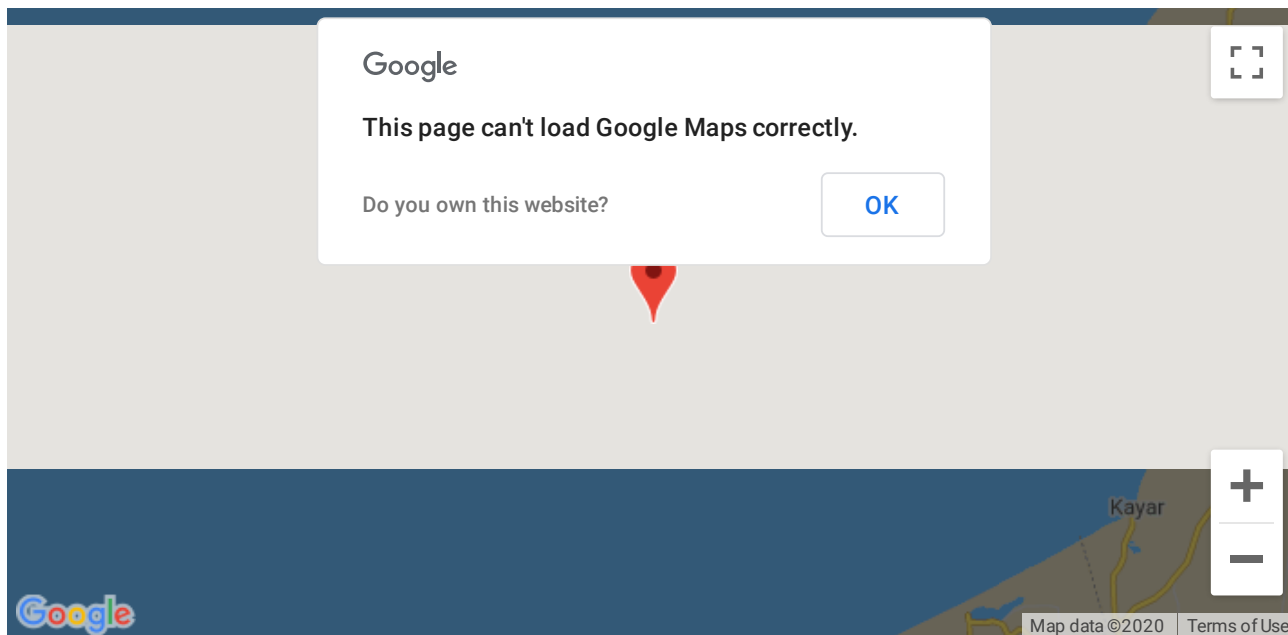 Google
This page can't load Google Maps correctly.
Do you own this website?
OK
Kayar
Google
Map data ©2020
Terms of Use